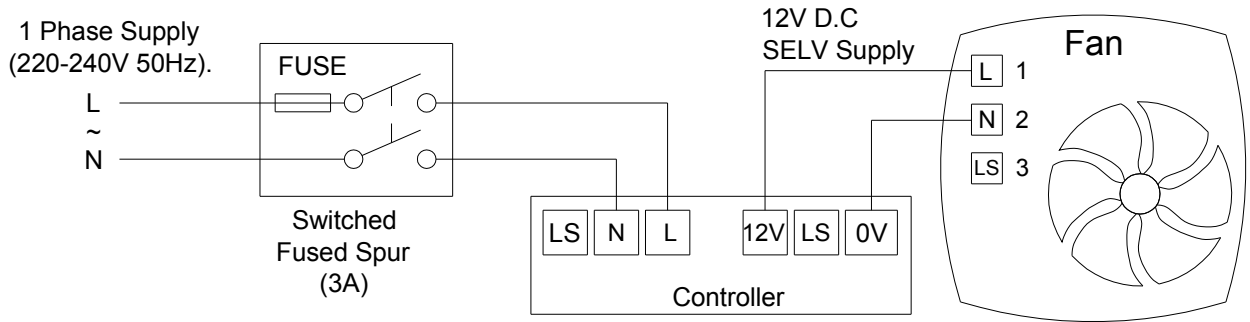 1 Phase Supply
(220-240V 50Hz).
L
~
N
FUSE
Switched
Fused Spur
(3A)
12V D.C
SELV Supply
LS N L 12V LS 0V
Controller
Fan
L 1
N 2
LS 3